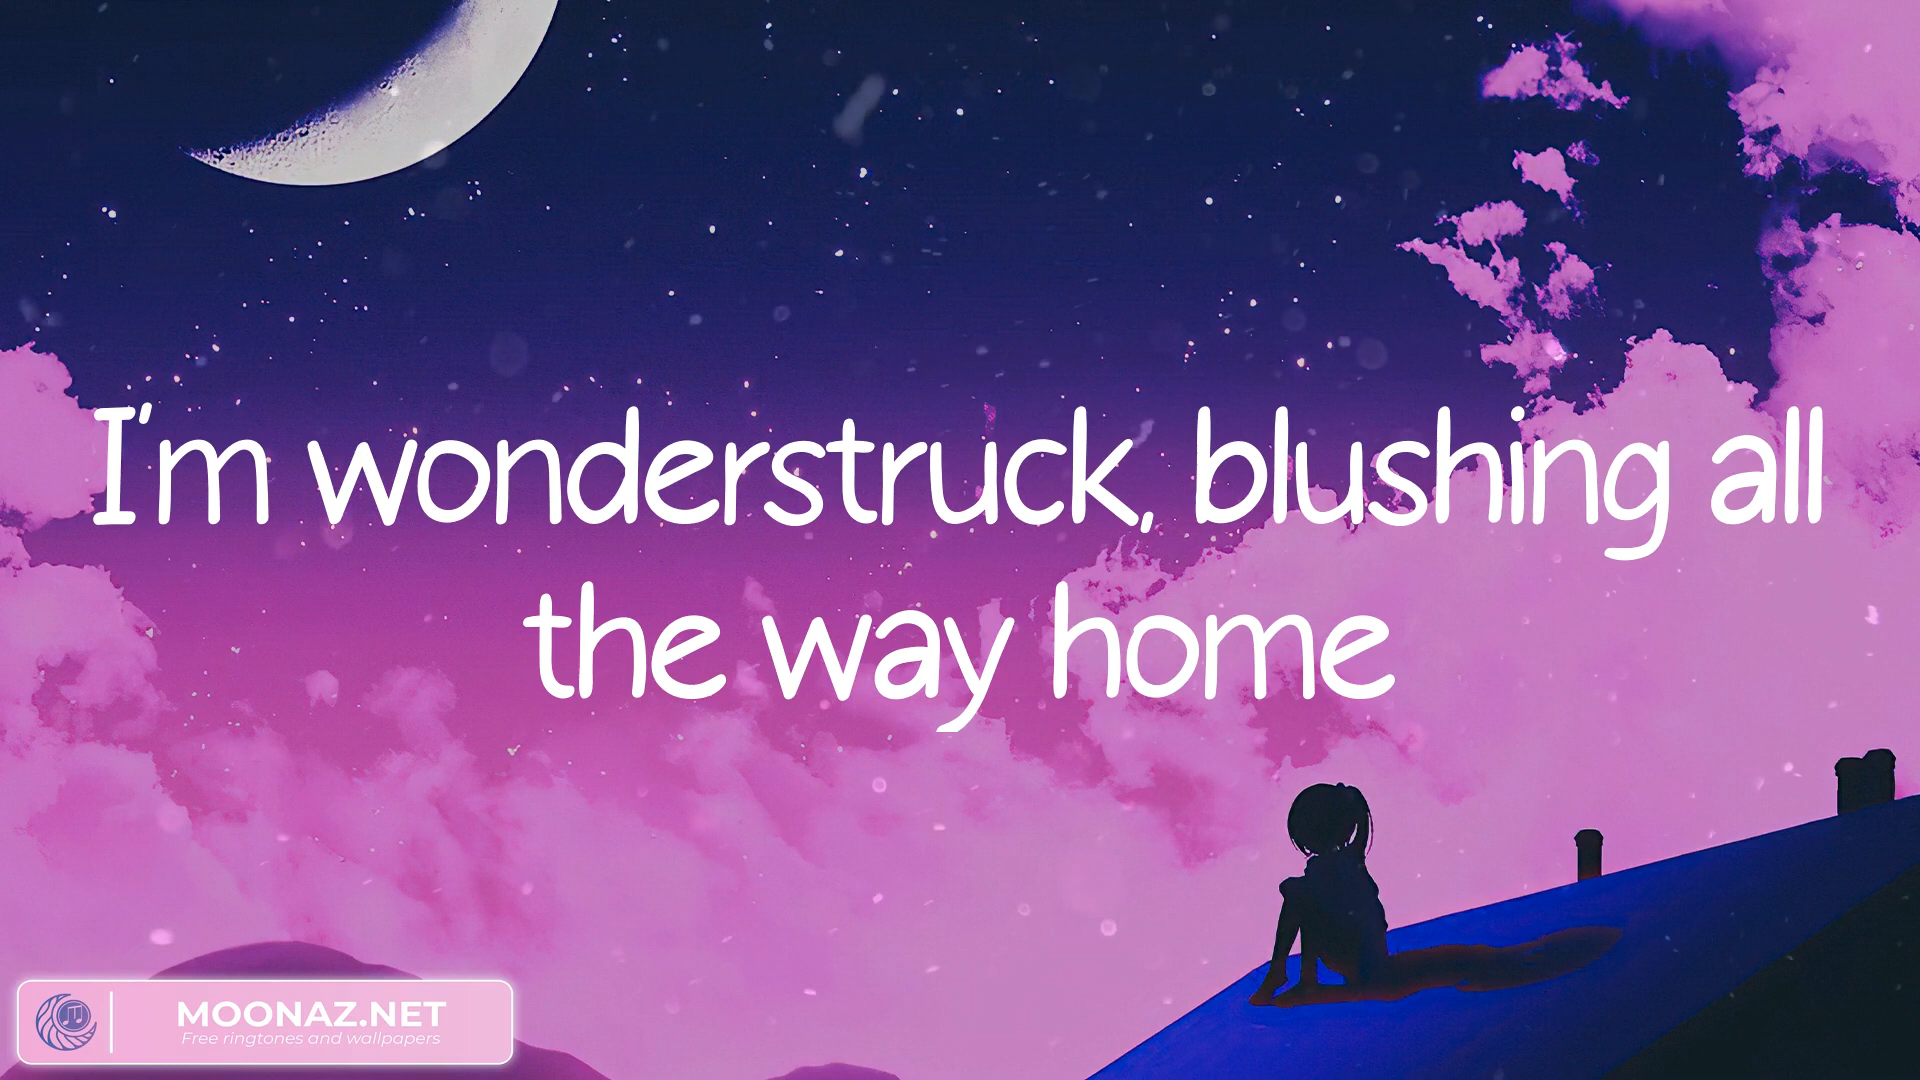 I'm wonderstruck, blushing all
the way home
MOONAZ.NET
Free ringtones and wallpapers